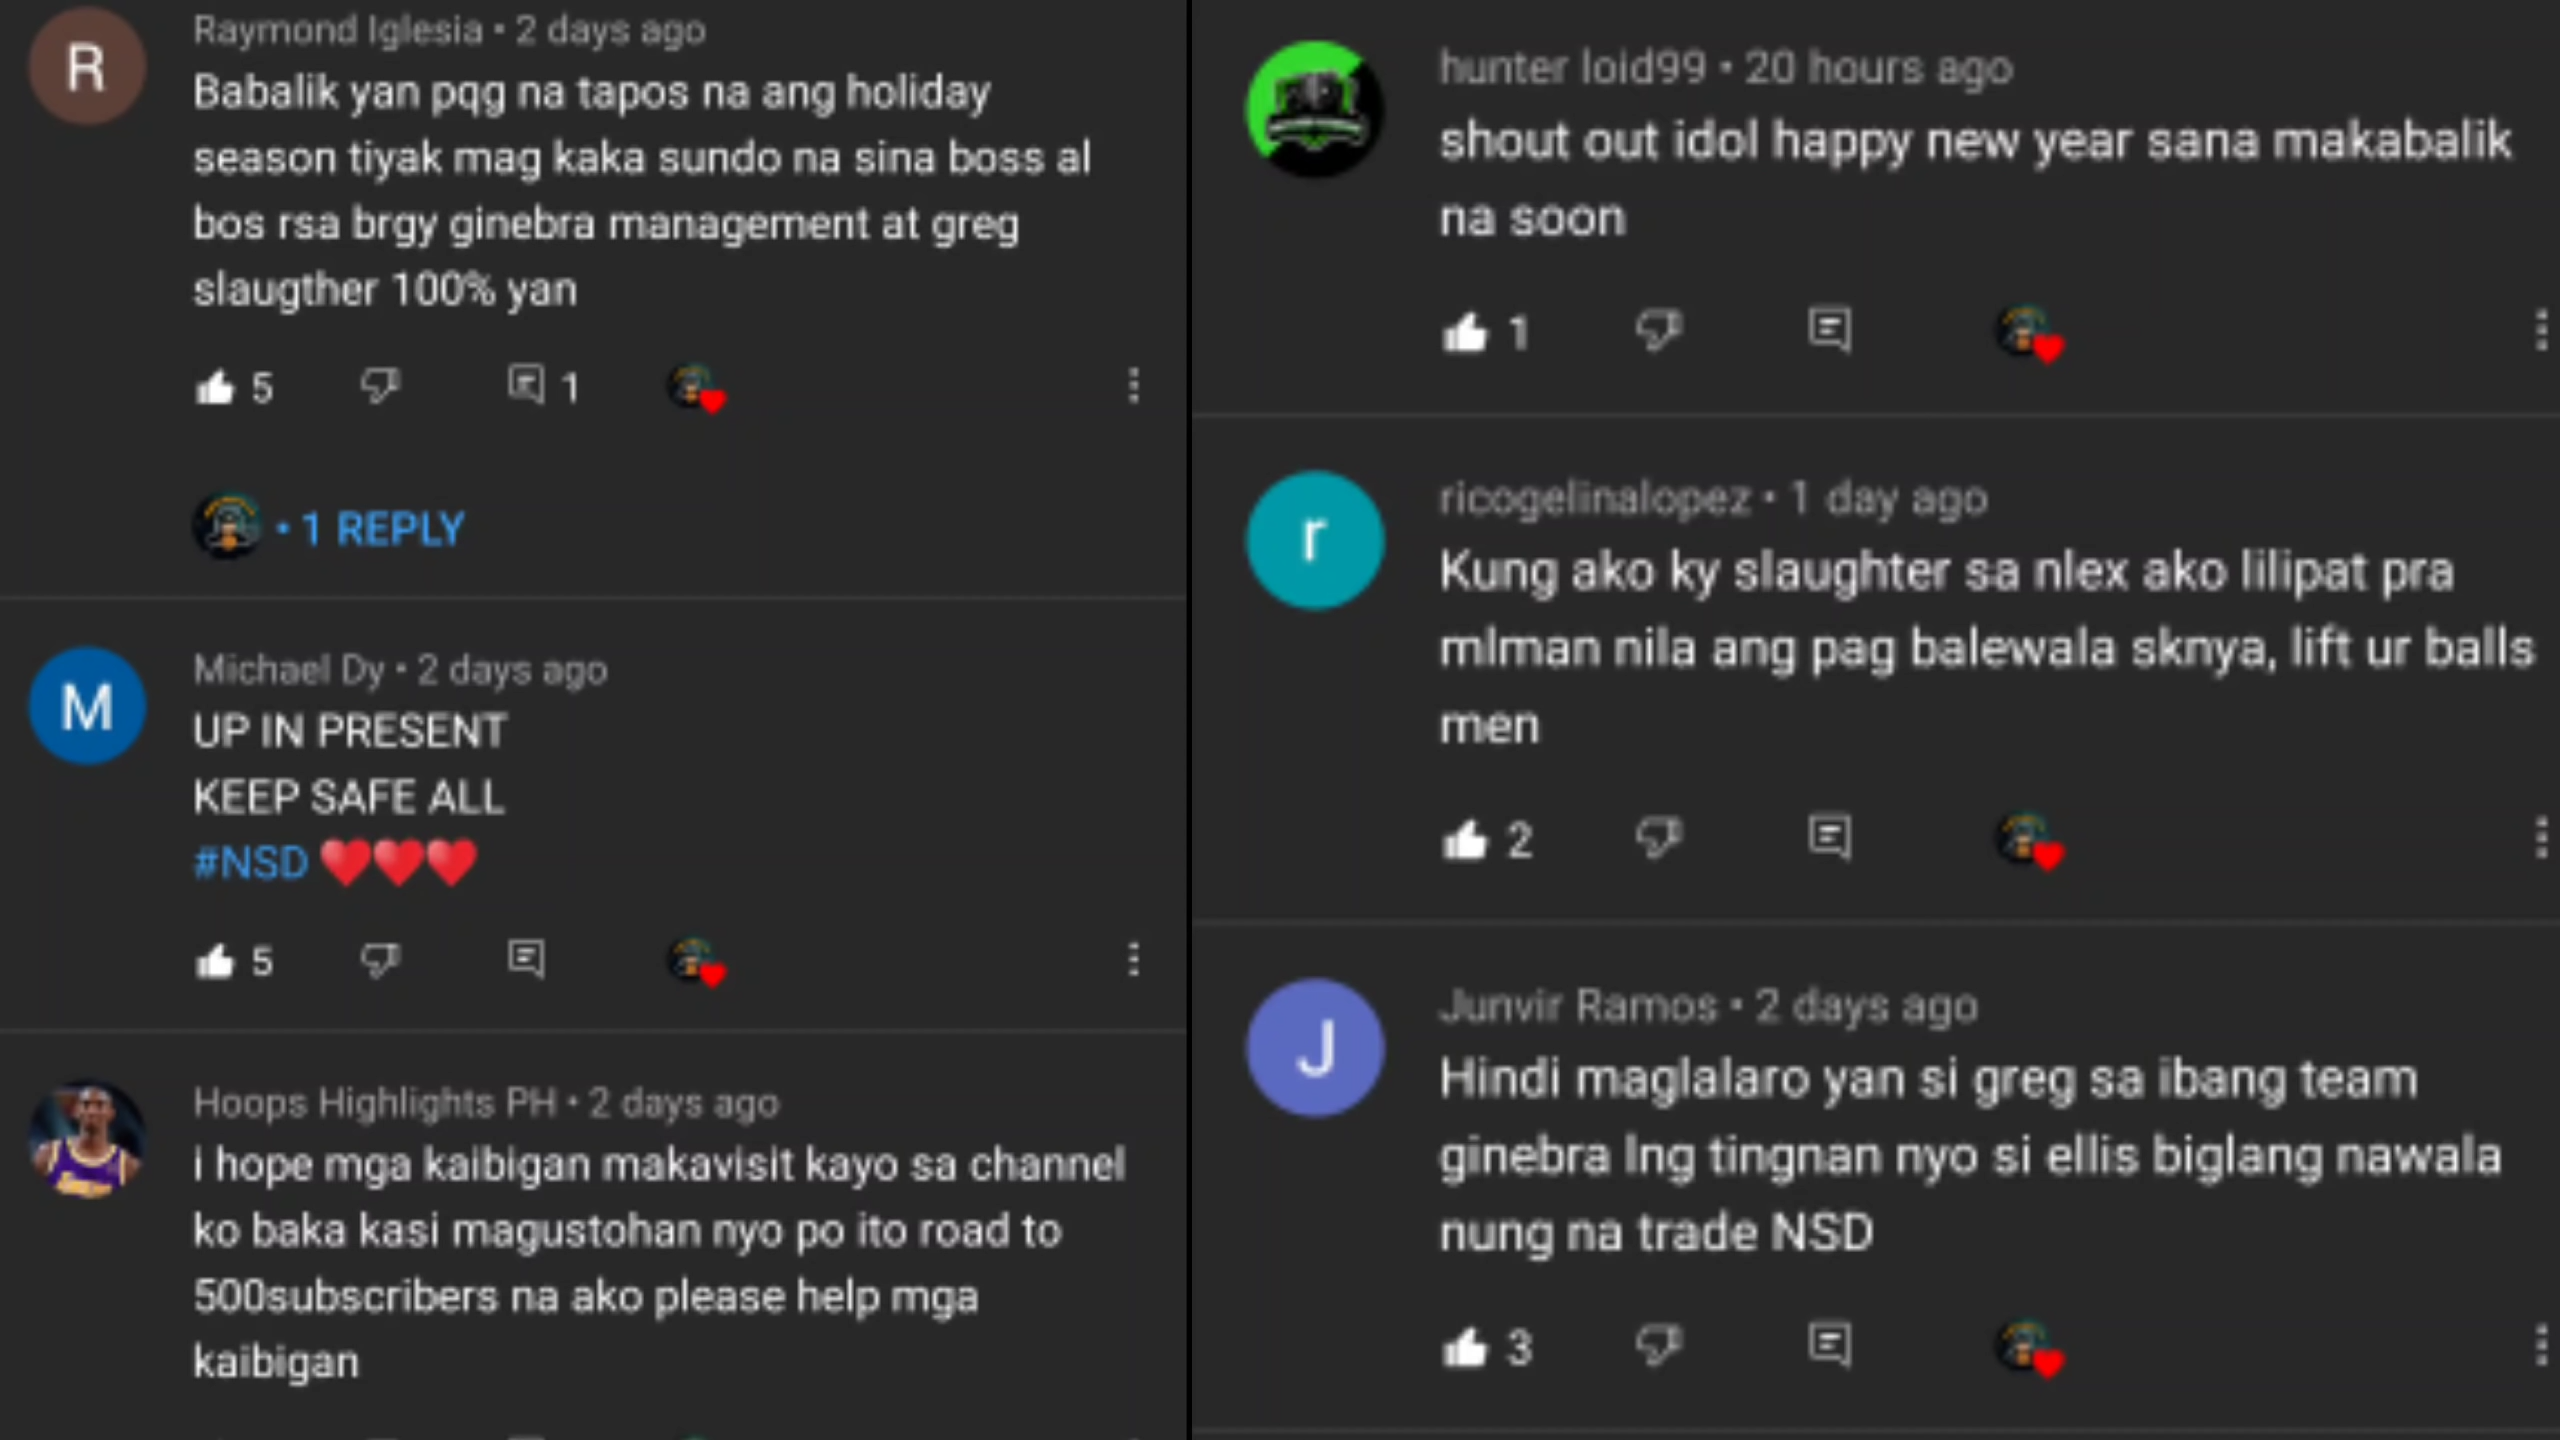 R
Raymond Iglesia • 2 days ago
Babalik yan pqg na tapos na ang holiday
season tiyak mag kaka sundo na sina boss al
bos rsa brgy ginebra management at greg
slaugther 100% yan
5
1
• 1 REPLY
M
Michael Dy • 2 days ago
UP IN PRESENT
KEEP SAFE ALL
#NSD ❤❤❤
5
Hoops Highlights PH • 2 days ago
i hope mga kaibigan makavisit kayo sa channel
ko baka kasi magustohan nyo po ito road to
500subscribers na ako please help mga
kaibigan
hunter loid99 • 20 hours ago
shout out idol happy new year sana makabalik
na soon
1
r
ricogelinalopez • 1 day ago
Kung ako ky slaughter sa nlex ako lilipat pra
mlman nila ang pag balewala sknya, lift ur balls
men
2
J
Junvir Ramos • 2 days ago
Hindi maglalaro yan si greg sa ibang team
ginebra lng tingnan nyo si ellis biglang nawala
nung na trade NSD
3